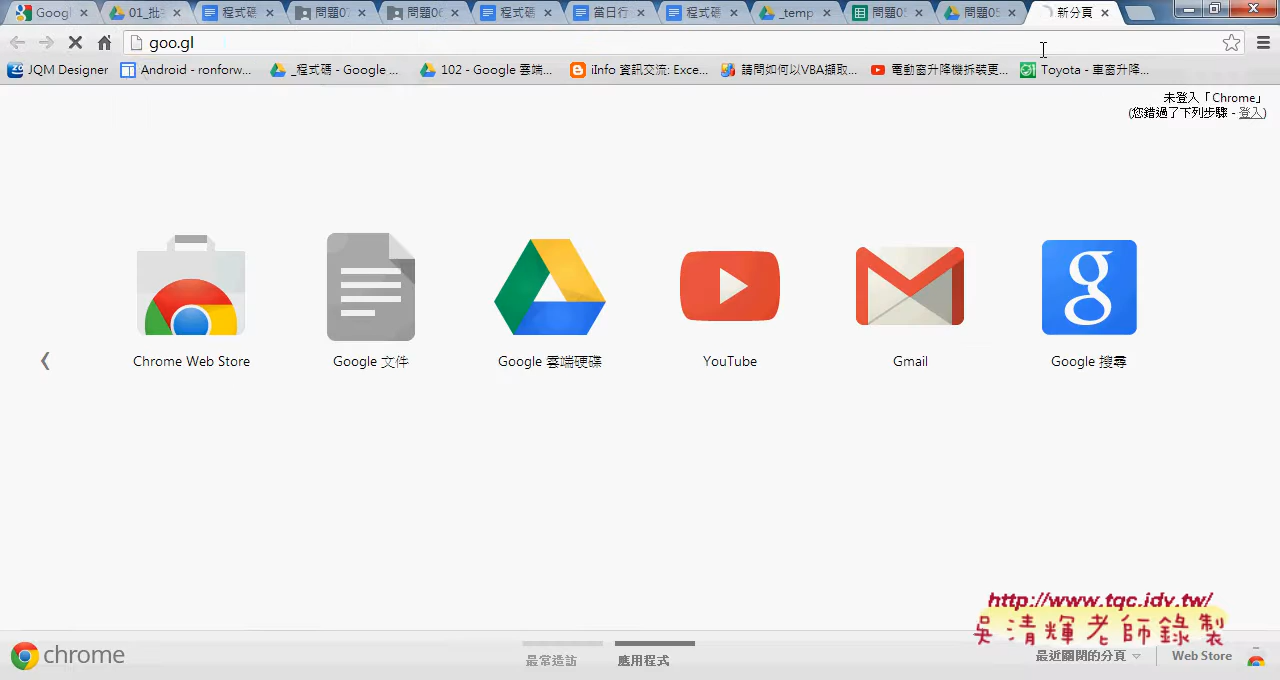 Googl
01_批
程式碼
問題07
問題06
程式碼
當日行
程式碼
_temp
問題05
問題05
新分頁
goo.gl
JQM Designer
Android - ronforw...
_程式碼 - Google ...
102 - Google 雲端...
iInfo 資訊交流: Exce...
請問如何以VBA擷取...
電動窗升降機拆裝更...
Toyota - 車窗升降...
未登入「Chrome」
(您錯過了下列步驟 - 登入)
Chrome Web Store
Google 文件
Google 雲端硬碟
YouTube
Gmail
Google 搜尋
http://www.tqc.idv.tw/
吳清輝老師錄製
chrome
最常造訪
應用程式
最近關閉的分頁
Web Store